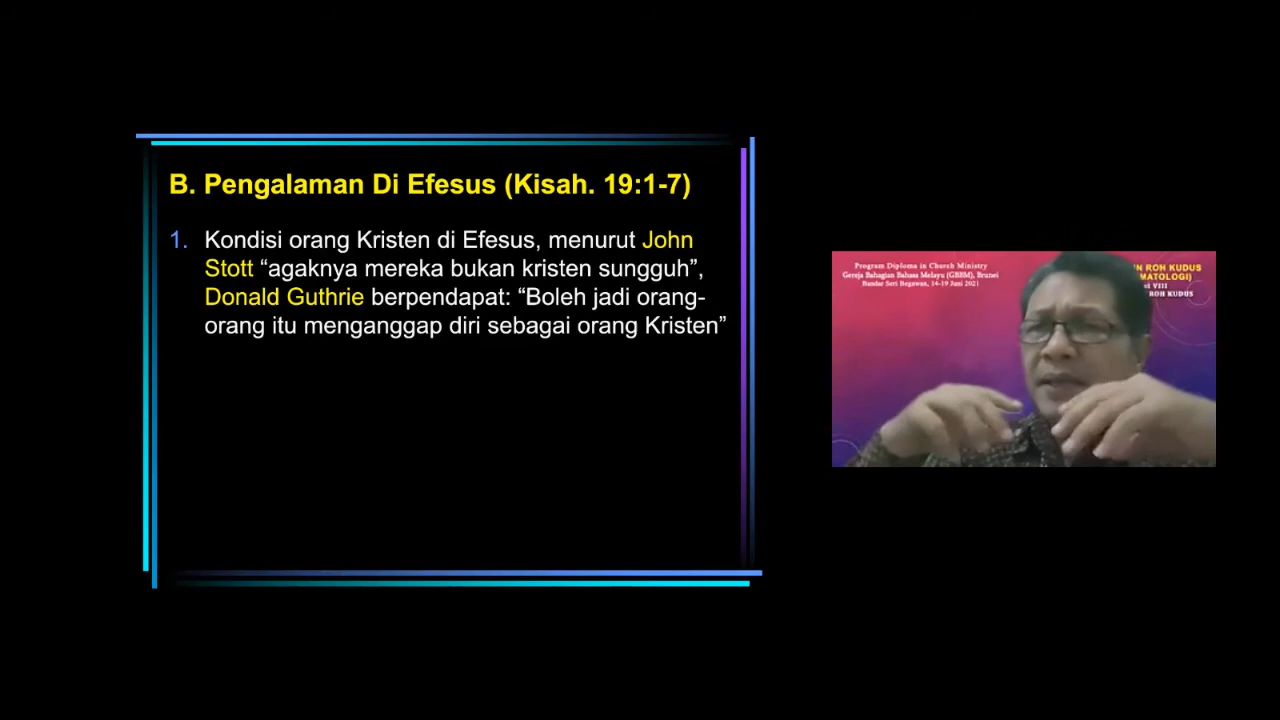 B. Pengalaman Di Efesus (Kisah. 19:1-7)
1. Kondisi orang Kristen di Efesus, menurut John
Stott “agaknya mereka bukan kristen sungguh”,
Donald Guthrie berpendapat: “Boleh jadi orang-
orang itu menganggap diri sebagai orang Kristen”
Program Diploma in Church Ministry
Gereja Bahagian Bahasa Melayu (GBBM), Brunei
Bandar Seri Begawan, 14-19 Juni 2021
ROH KUDUS
VIII
ROH KUDUS